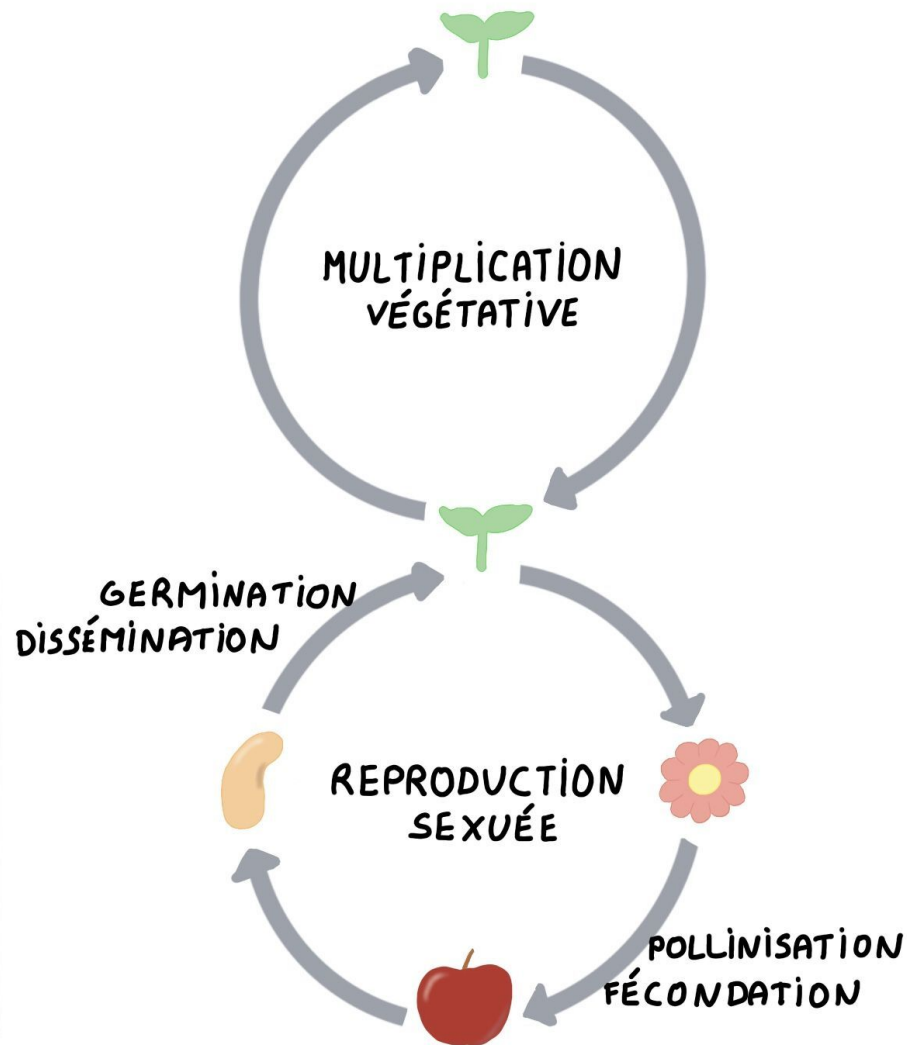 MULTIPLICATION
VÉGÉTATIVE
GERMINATION
DISSÉMINATION
REPRODUCTION
SEXUÉE
POLLINISATION
FÉCONDATION